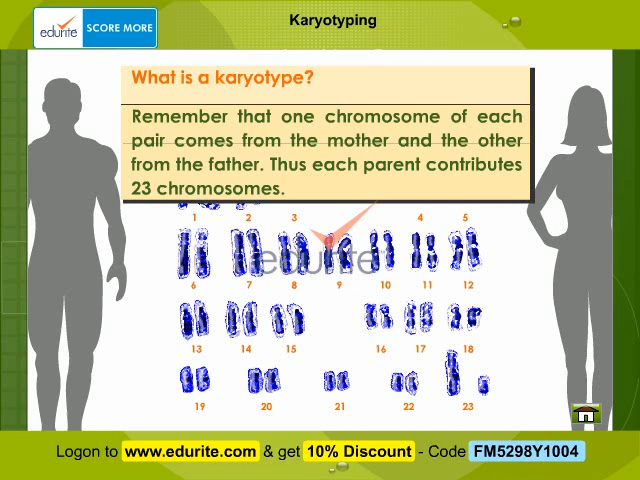 Karyotyping
edurite SCORE MORE
What is a karyotype?
Remember that one chromosome of each
pair comes from the mother and the other
from the father. Thus each parent contributes
23 chromosomes.
1 2 3 4 5
edurite
6 7 8 9 10 11 12
13 14 15 16 17 18
19 20 21 22 23
Logon to www.edurite.com & get 10% Discount - Code FM5298Y1004